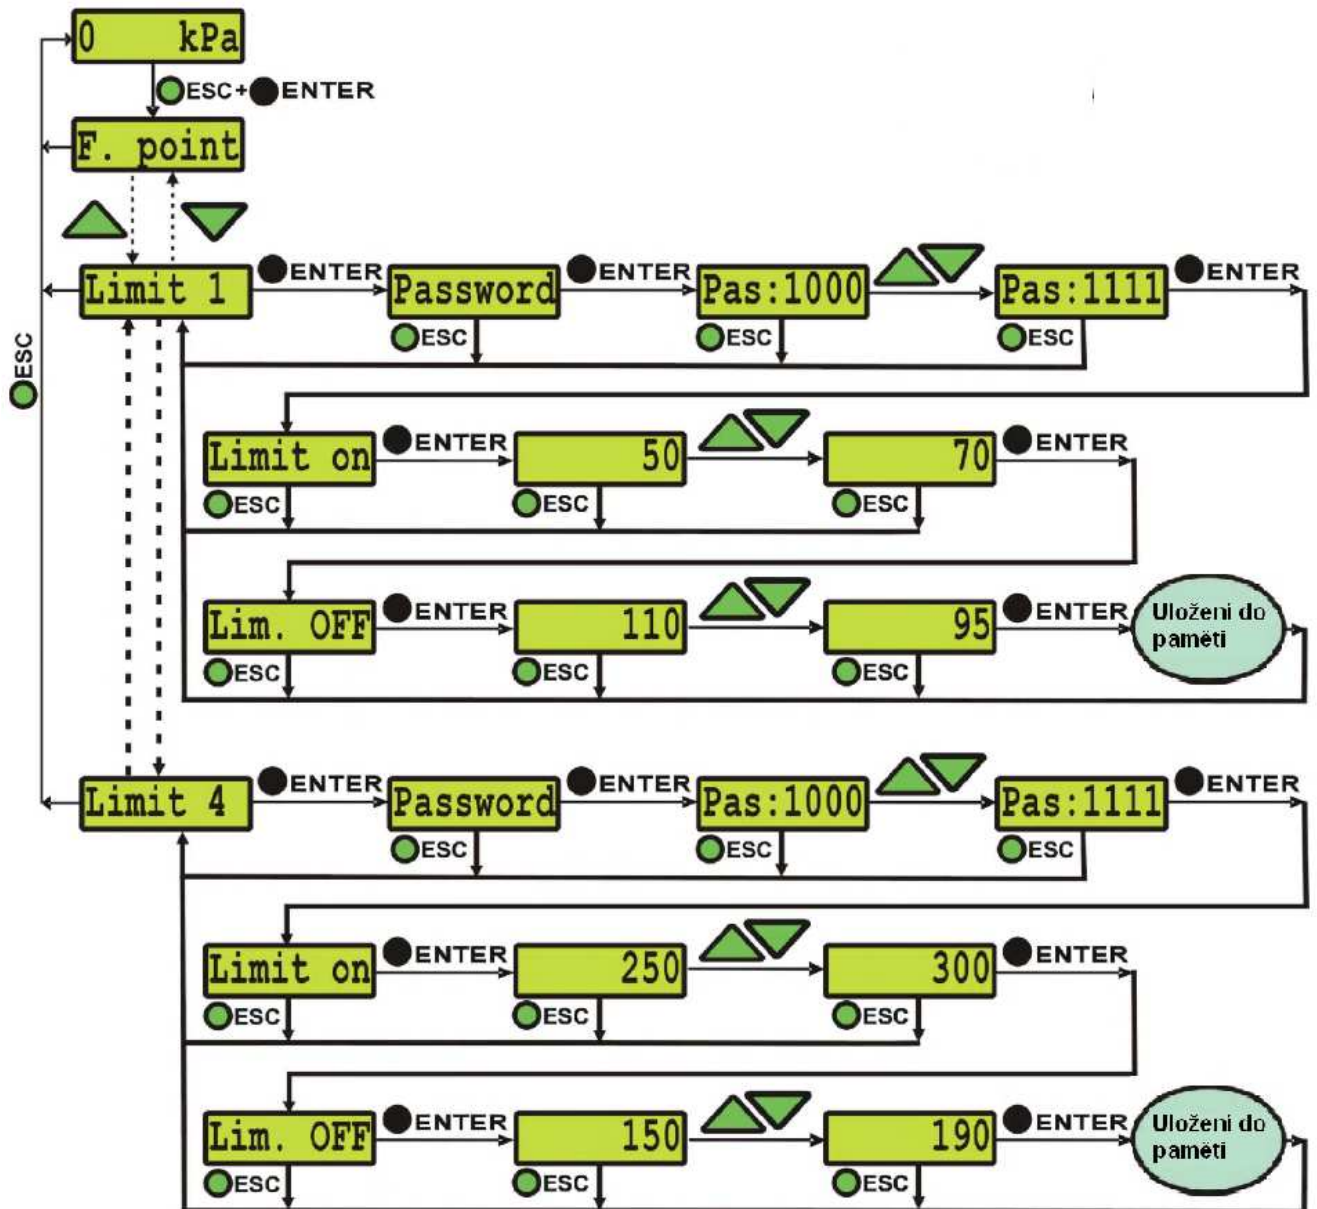 0 kPa
ESC+ ENTER
F. point
Limit 1 ENTER Password ENTER Pas:1000 Pas:1111 ENTER
ESC ESC ESC
ESC
Limit on ENTER 50 70 ENTER
ESC ESC ESC
Lim. OFF ENTER 110 95 ENTER Uložení do
paměti
ESC ESC ESC
Limit 4 ENTER Password ENTER Pas:1000 Pas:1111 ENTER
ESC ESC ESC
Limit on ENTER 250 300 ENTER
ESC ESC ESC
Lim. OFF ENTER 150 190 ENTER Uložení do
paměti
ESC ESC ESC